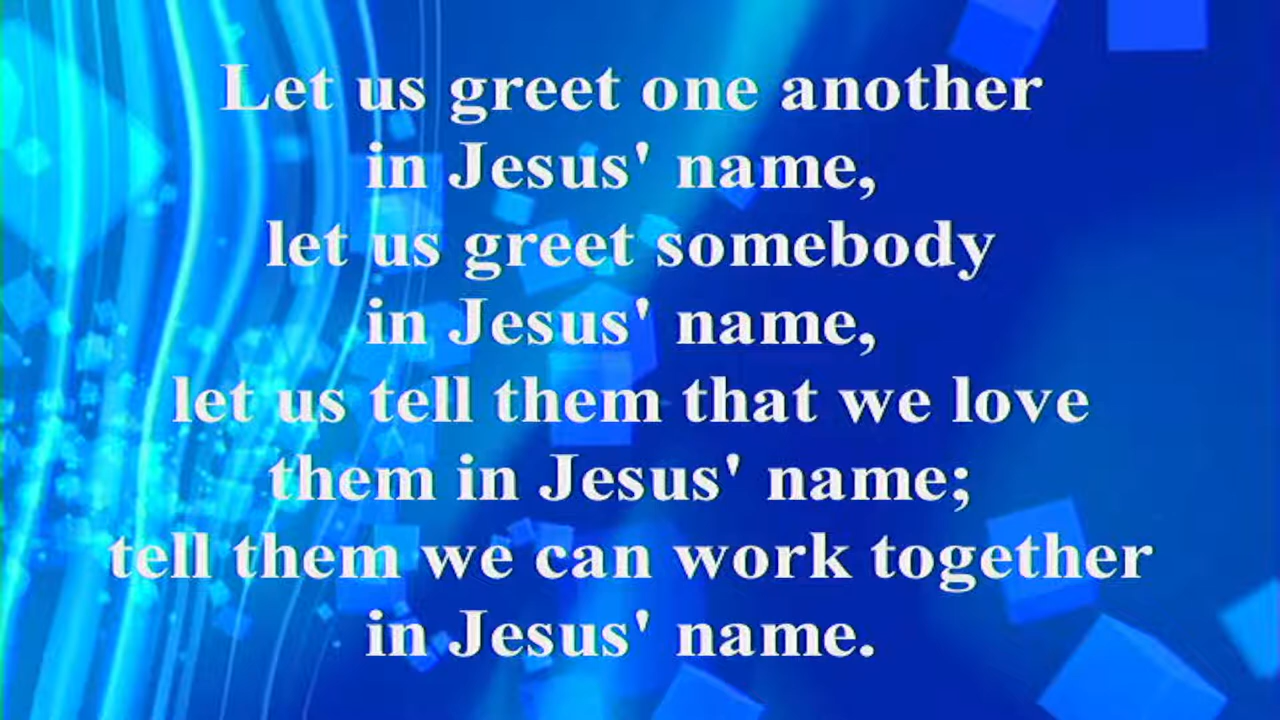 Let us greet one another
in Jesus' name,
let us greet somebody
in Jesus' name,
let us tell them that we love
them in Jesus' name;
tell them we can work together
in Jesus' name.